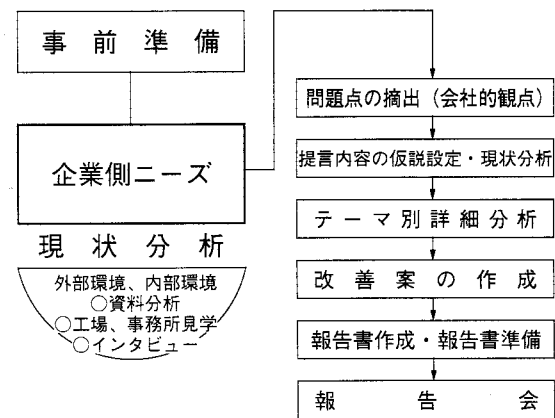 事前準備
企業側ニーズ
現状分析
外部環境、内部環境
○資料分析
○工場、事務所見学
○インタビュー
問題点の摘出（会社的観点）
提言内容の仮説設定・現状分析
テーマ別詳細分析
改善案の作成
報告書作成・報告書準備
報告会